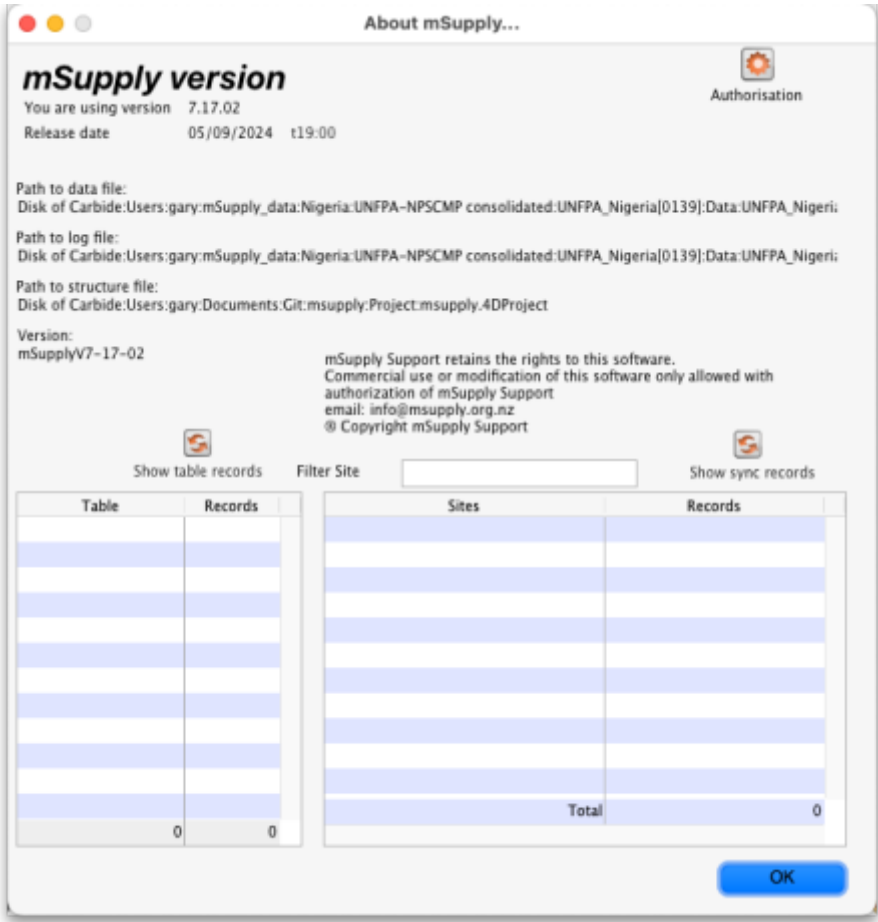 About mSupply...
mSupply version
Authorisation
You are using version 7.17.02
Release date 05/09/2024 t19:00
Path to data file:
Disk of Carbide:Users:gary:mSupply_data:Nigeria:UNFPA-NPSCMP consolidated:UNFPA_Nigeria[0139]:Data:UNFPA_Nigeri
Path to log file:
Disk of Carbide:Users:gary:mSupply_data:Nigeria:UNFPA-NPSCMP consolidated:UNFPA_Nigeria[0139]:Data:UNFPA_Nigeri
Path to structure file:
Disk of Carbide:Users:gary:Documents:Git:msupply:Project:msupply.4DProject
Version:
mSupplyV7-17-02
mSupply Support retains the rights to this software.
Commercial use or modification of this software only allowed with
authorization of mSupply Support
email: info@msupply.org.nz
® Copyright mSupply Support
Show table records
Filter Site
Show sync records
Table Records
Sites Records
Total 0
0 0
OK